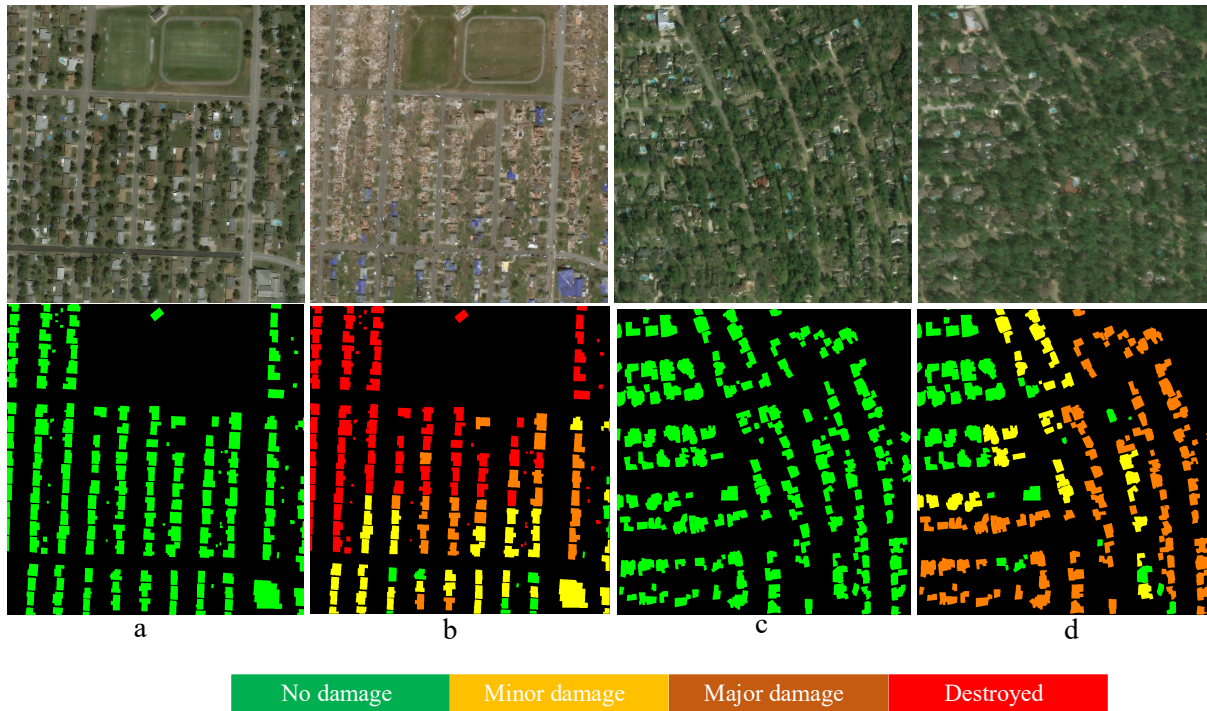 a
b
c
d
No damage
Minor damage
Major damage
Destroyed